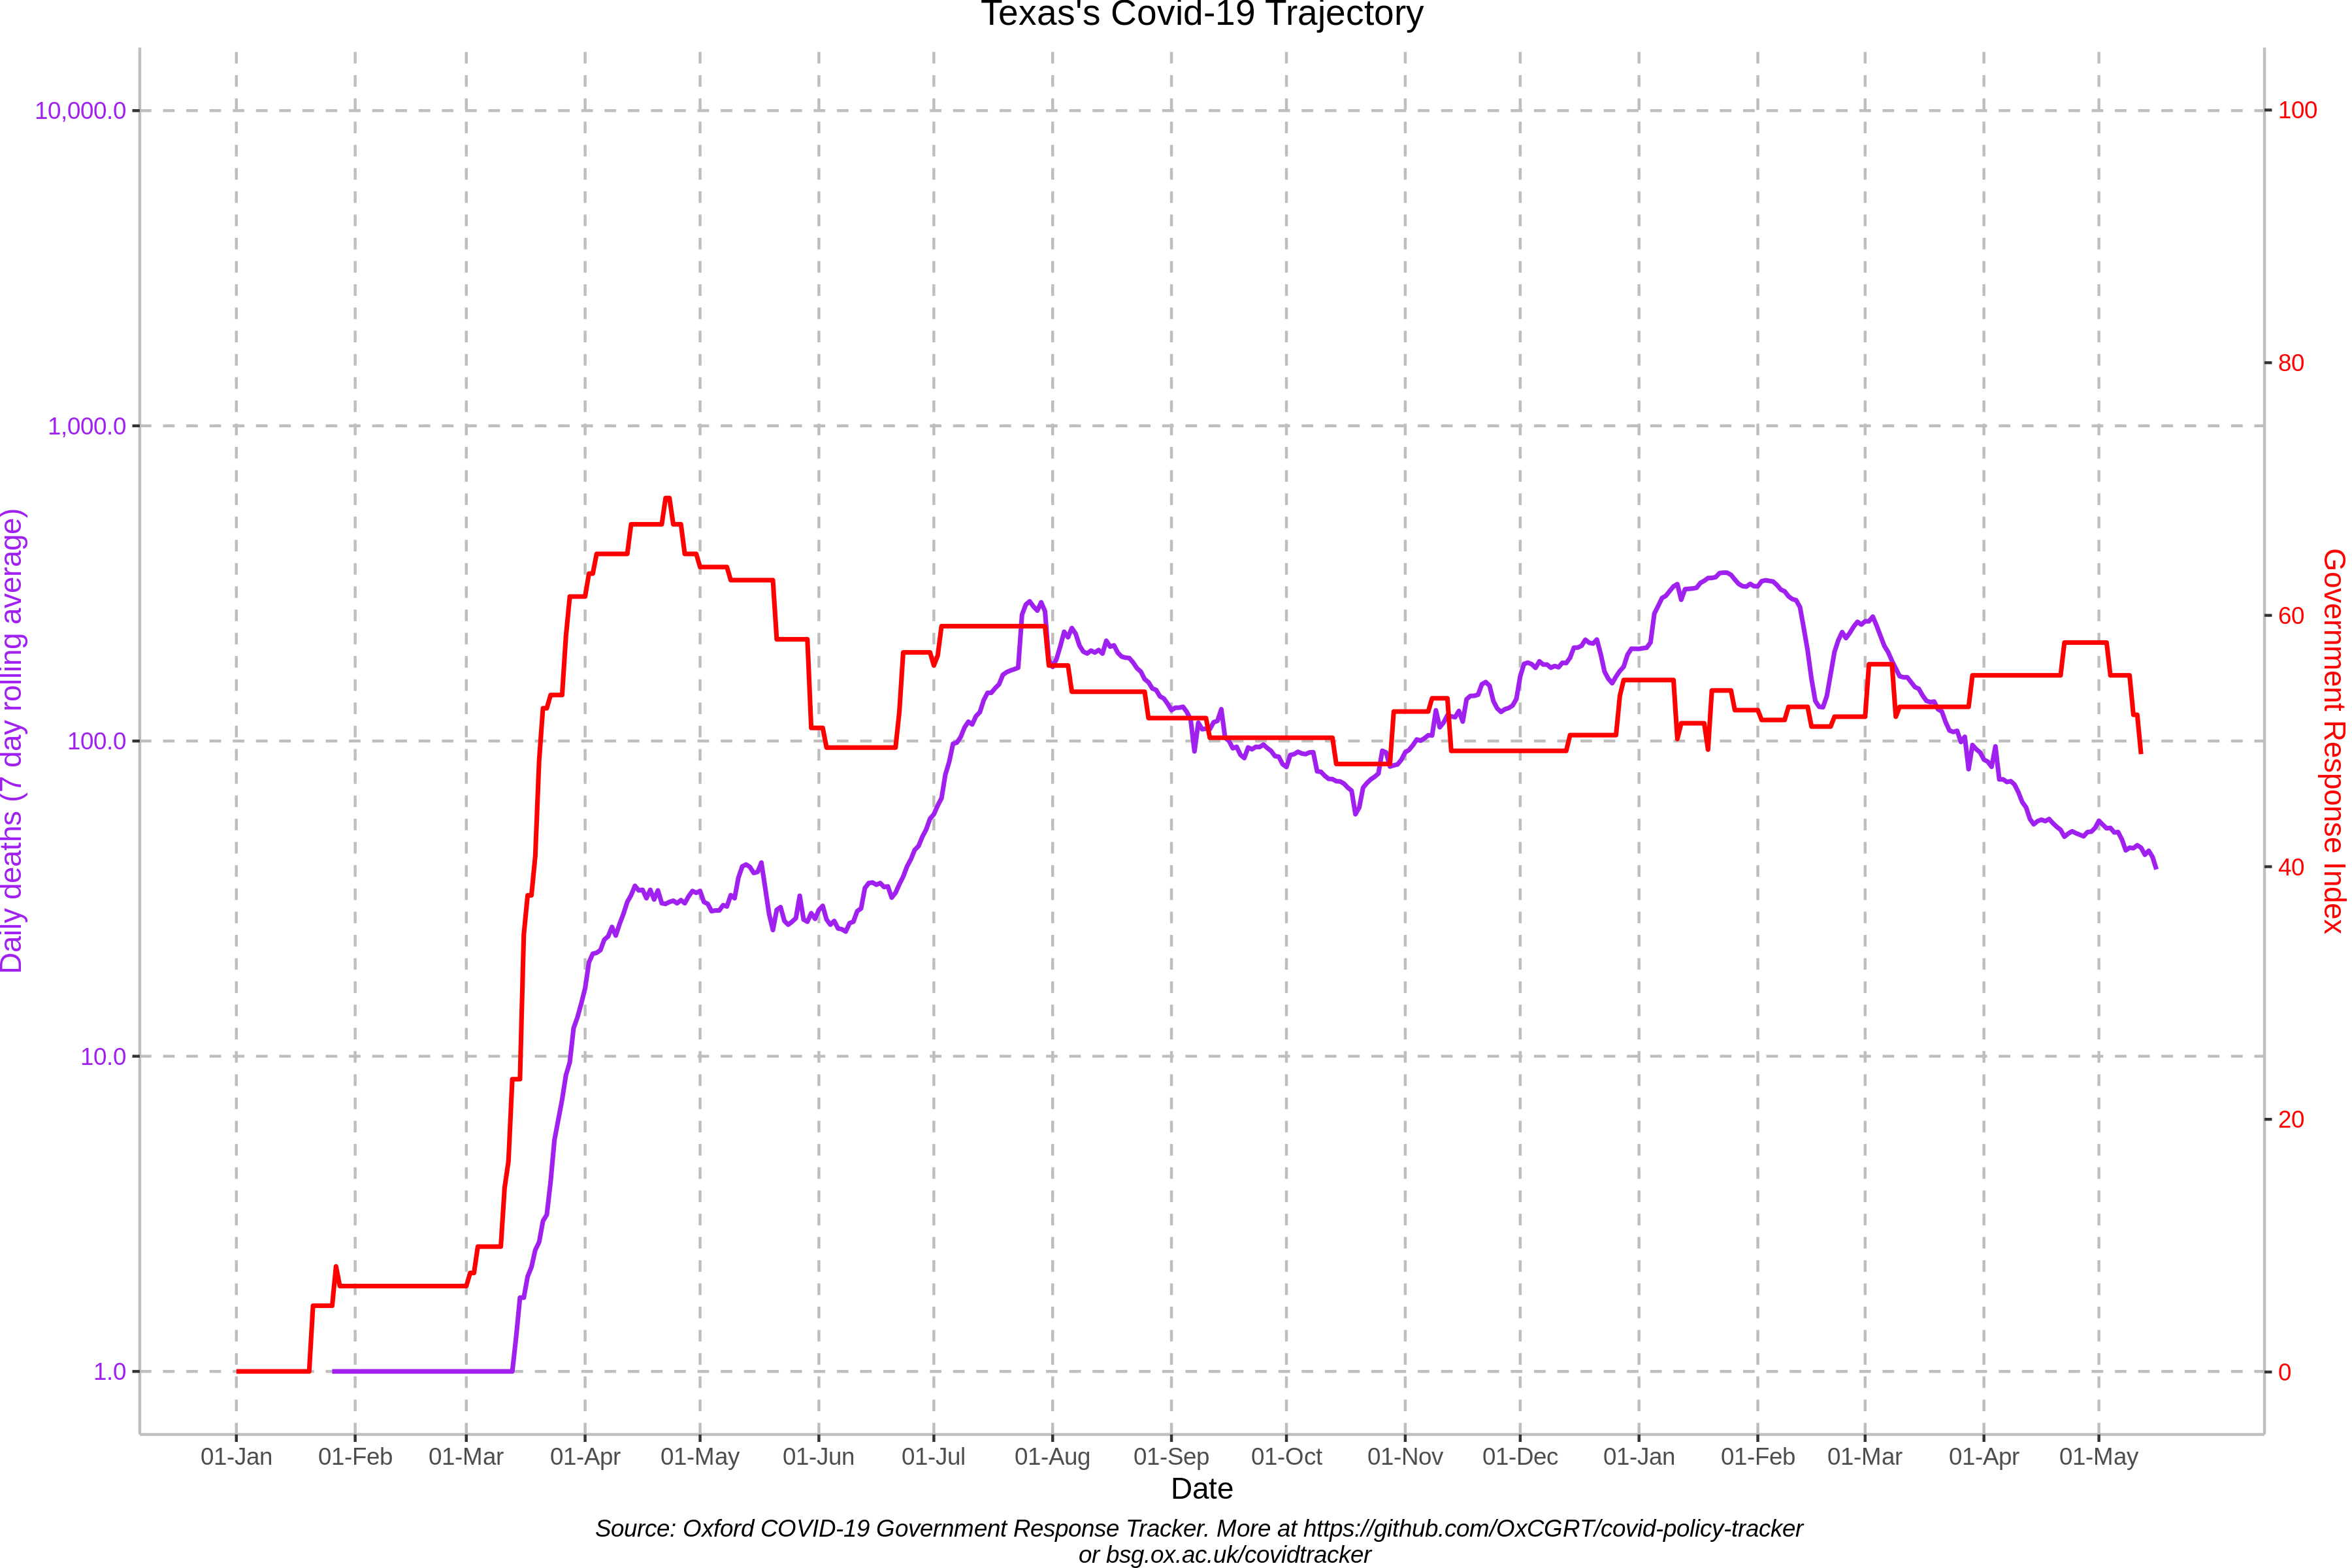 Texas's Covid-19 Trajectory
10,000.0
1,000.0
100.0
10.0
1.0
Daily deaths (7 day rolling average)
100
80
60
40
20
0
Government Response Index
01-Jan 01-Feb 01-Mar 01-Apr 01-May 01-Jun 01-Jul 01-Aug 01-Sep 01-Oct 01-Nov 01-Dec 01-Jan 01-Feb 01-Mar 01-Apr 01-May
Date
Source: Oxford COVID-19 Government Response Tracker. More at https://github.com/OxCGRT/covid-policy-tracker
or bsg.ox.ac.uk/covidtracker